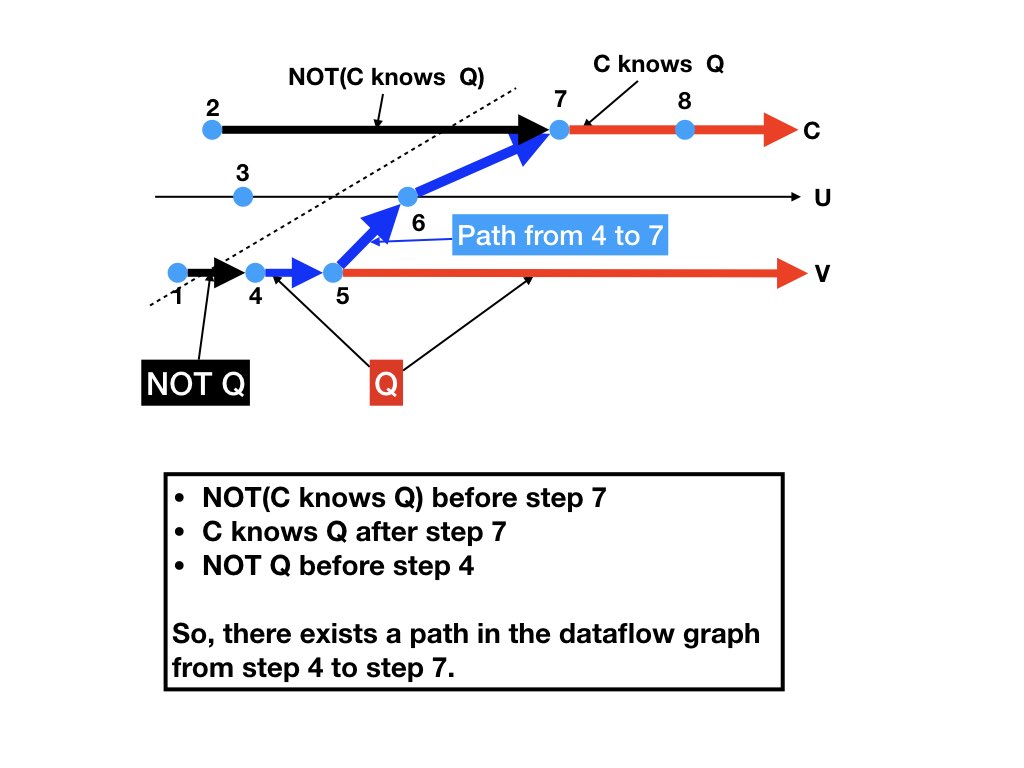 C knows Q
NOT(C knows Q)
2
7
8
C
3
U
6
Path from 4 to 7
1
4
5
V
NOT Q
Q
• NOT(C knows Q) before step 7
• C knows Q after step 7
• NOT Q before step 4
So, there exists a path in the dataflow graph
from step 4 to step 7.